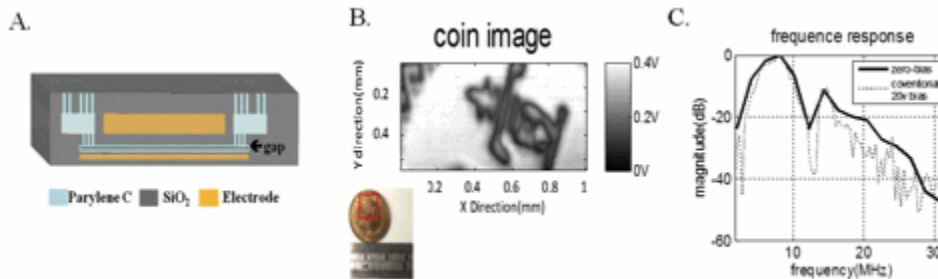 A.
gap
Parylene C
SiO₂
Electrode
B.
coin image
Y direction(mm)
0.2
0.4
0.2
0.4
0.6
0.8
1
X Direction(mm)
0.4V
0.2V
0V
C.
frequence response
magnitude(dB)
0
-20
-40
-60
10
20
30
frequency(MHz)
zero-bias
coventional
20v bias